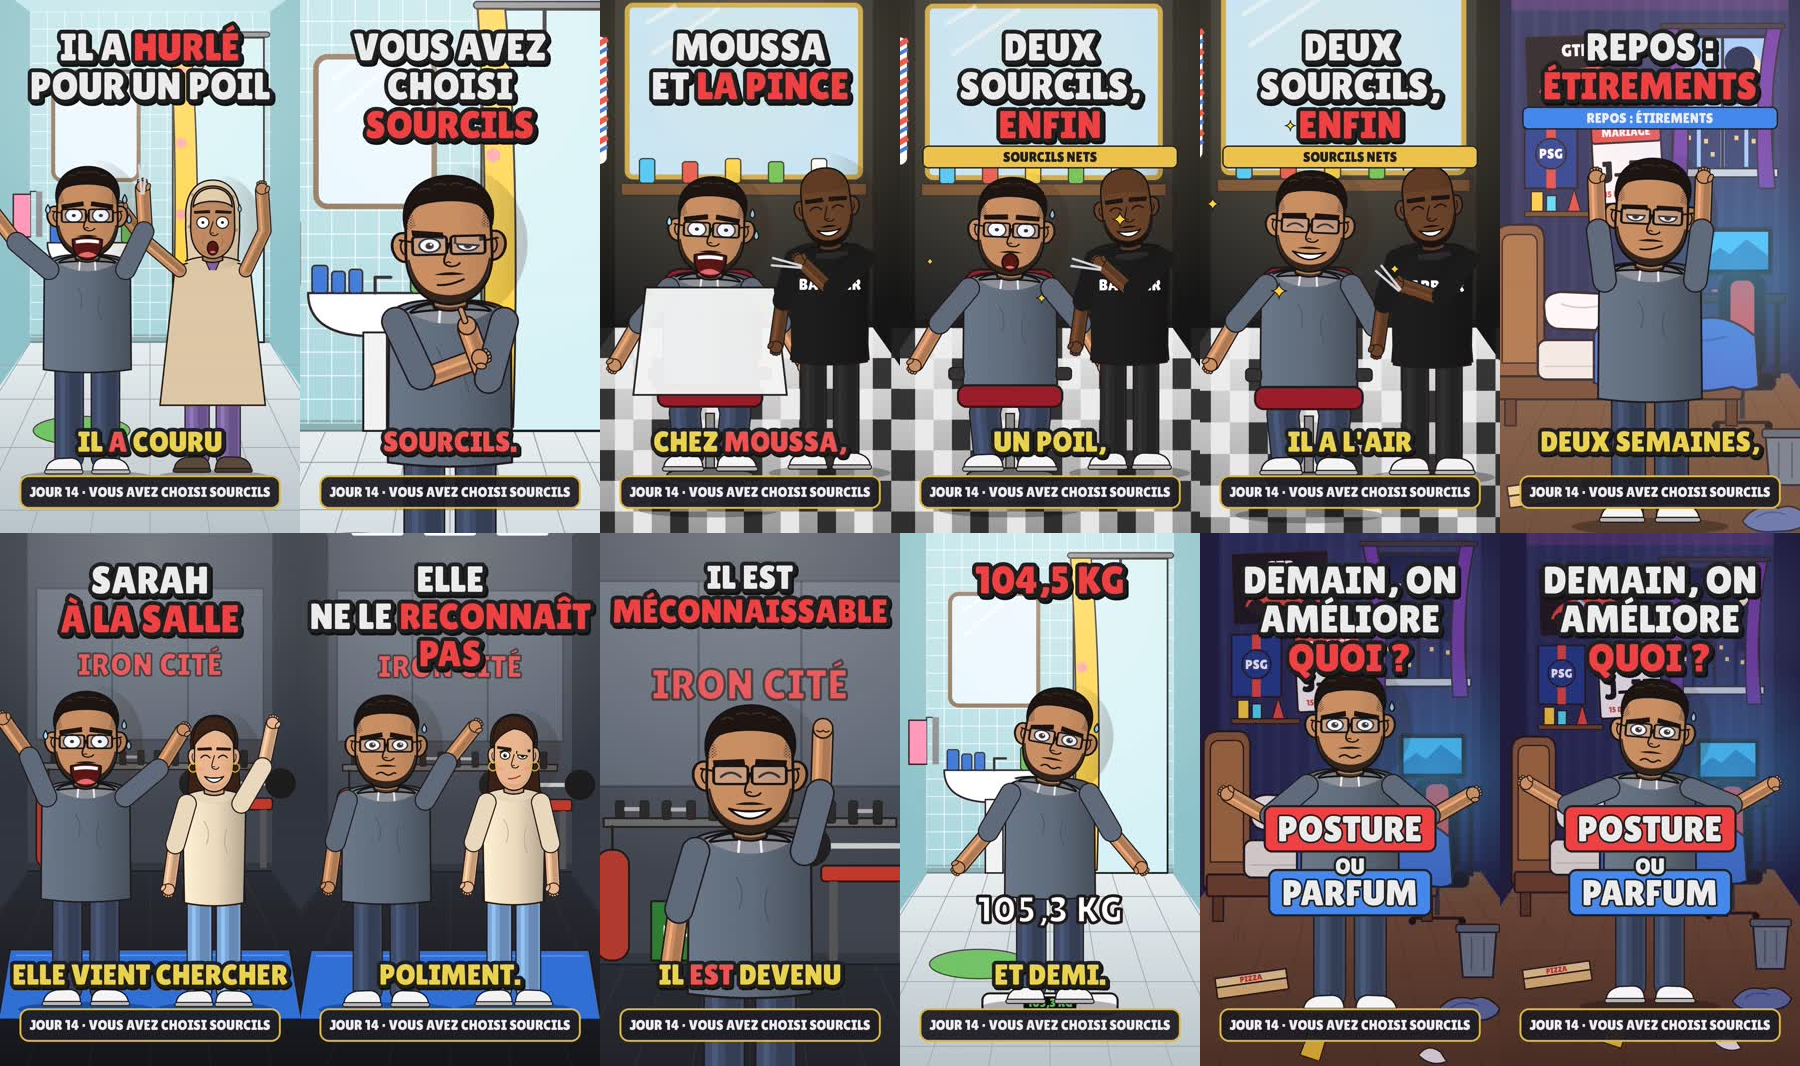 IL A HURLÉ
POUR UN POIL
IL A COURU
JOUR 14 · VOUS AVEZ CHOISI SOURCILS
VOUS AVEZ
CHOISI
SOURCILS
SOURCILS.
JOUR 14 · VOUS AVEZ CHOISI SOURCILS
MOUSSA
ET LA PINCE
CHEZ MOUSSA,
JOUR 14 · VOUS AVEZ CHOISI SOURCILS
DEUX
SOURCILS,
ENFIN
SOURCILS NETS
UN POIL,
JOUR 14 · VOUS AVEZ CHOISI SOURCILS
DEUX
SOURCILS,
ENFIN
SOURCILS NETS
IL A L'AIR
JOUR 14 · VOUS AVEZ CHOISI SOURCILS
REPOS :
ÉTIREMENTS
REPOS : ÉTIREMENTS
MARIAGE
PSG
DEUX SEMAINES,
JOUR 14 · VOUS AVEZ CHOISI SOURCILS
SARAH
À LA SALLE
IRON CITÉ
ELLE VIENT CHERCHER
JOUR 14 · VOUS AVEZ CHOISI SOURCILS
ELLE
NE LE RECONNAÎT
PAS
POLIMENT.
JOUR 14 · VOUS AVEZ CHOISI SOURCILS
IL EST
MÉCONNAISSABLE
IRON CITÉ
IL EST DEVENU
JOUR 14 · VOUS AVEZ CHOISI SOURCILS
104,5 KG
105,3 KG
ET DEMI.
JOUR 14 · VOUS AVEZ CHOISI SOURCILS
DEMAIN, ON
AMÉLIORE
QUOI ?
PSG
POSTURE
OU
PARFUM
PIZZA
JOUR 14 · VOUS AVEZ CHOISI SOURCILS
DEMAIN, ON
AMÉLIORE
QUOI ?
PSG
POSTURE
OU
PARFUM
PIZZA
JOUR 14 · VOUS AVEZ CHOISI SOURCILS